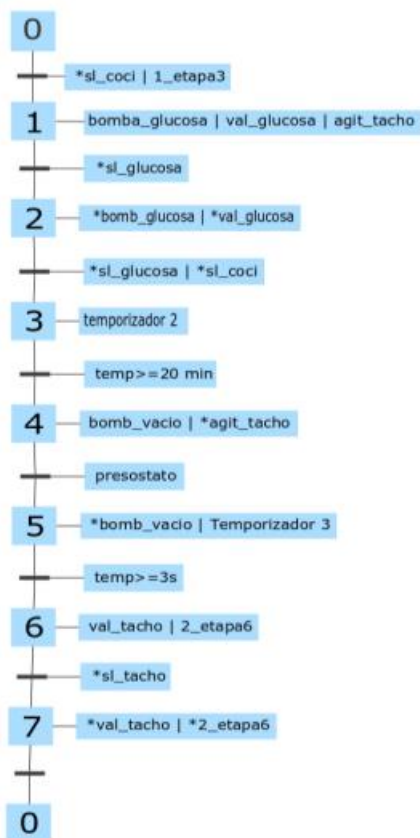 0
*sl_coci | 1_etapa3
1
bomba_glucosa | val_glucosa | agit_tacho
*sl_glucosa
2
*bomb_glucosa | *val_glucosa
*sl_glucosa | *sl_coci
3
temporizador 2
temp>=20 min
4
bomb_vacio | *agit_tacho
presostato
5
*bomb_vacio | Temporizador 3
temp>=3s
6
val_tacho | 2_etapa6
*sl_tacho
7
*val_tacho | *2_etapa6
0